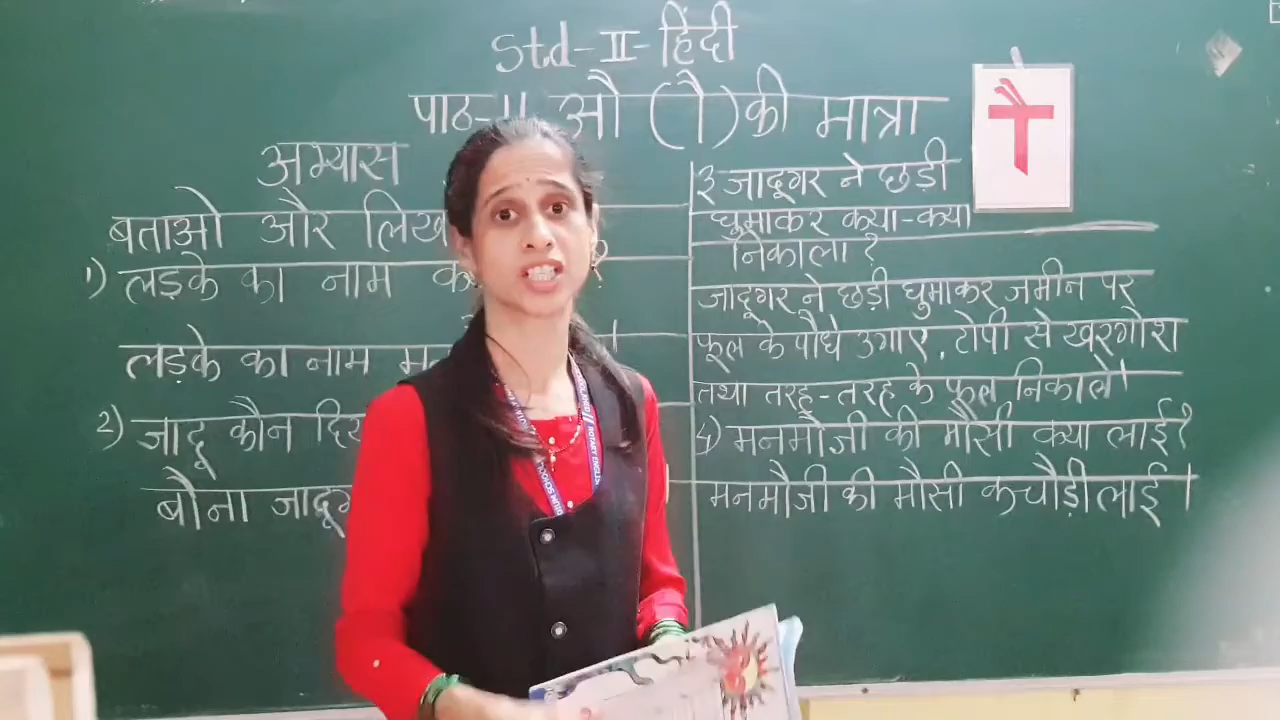 Std-II-हिंदी
पाठ-11 औ (ौ) की मात्रा
अभ्यास
बताओ और लिख
1) लड़के का नाम
लड़के का नाम
2) जादू कौन
बौना
३ जादूगर ने छड़ी
घुमाकर क्या-क्या
निकाला?
जादूगर ने छड़ी घुमाकर जमीन पर
फूल के पौधे उगाए, टोपी से खरगोश
तथा तरह-तरह के फूल निकाले।
4) मनमौजी की मौसी क्या लाई?
मनमौजी की मौसी कचौड़ी लाई।
ौ